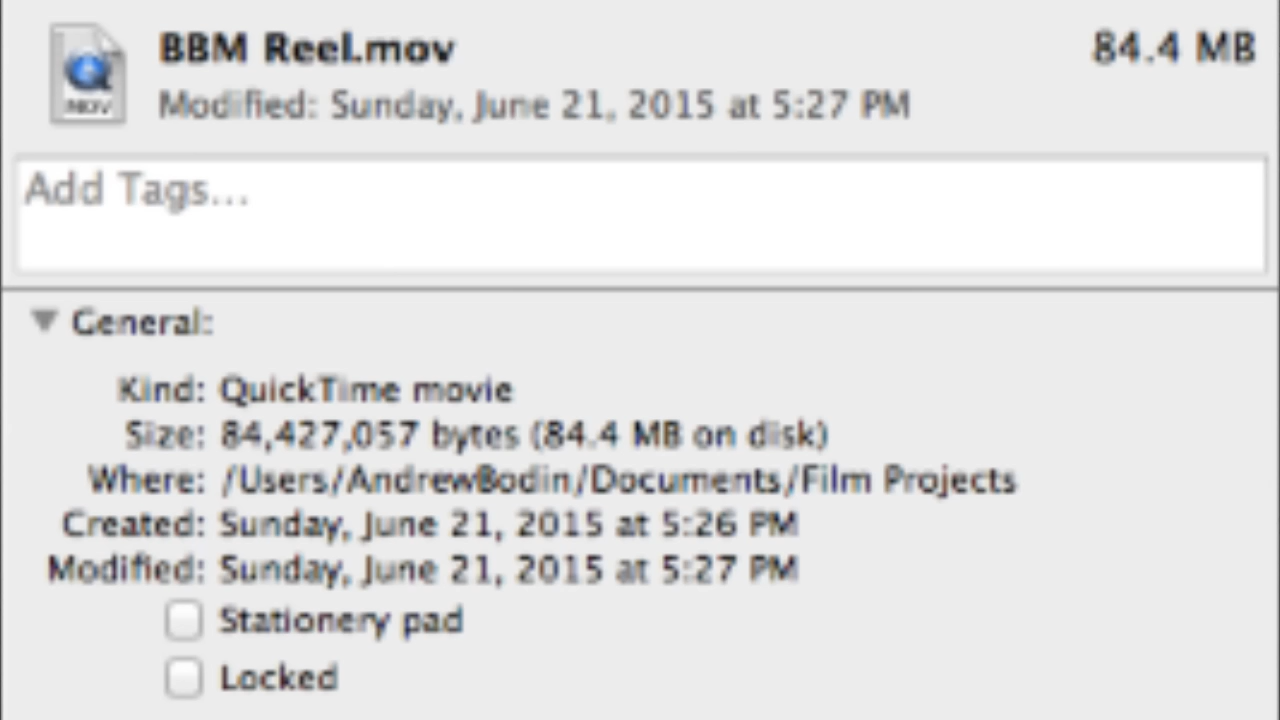 BBM Reel.mov 84.4 MB
MOV
Modified: Sunday, June 21, 2015 at 5:27 PM
Add Tags...
General:
Kind: QuickTime movie
Size: 84,427,057 bytes (84.4 MB on disk)
Where: /Users/AndrewBodin/Documents/Film Projects
Created: Sunday, June 21, 2015 at 5:26 PM
Modified: Sunday, June 21, 2015 at 5:27 PM
Stationery pad
Locked